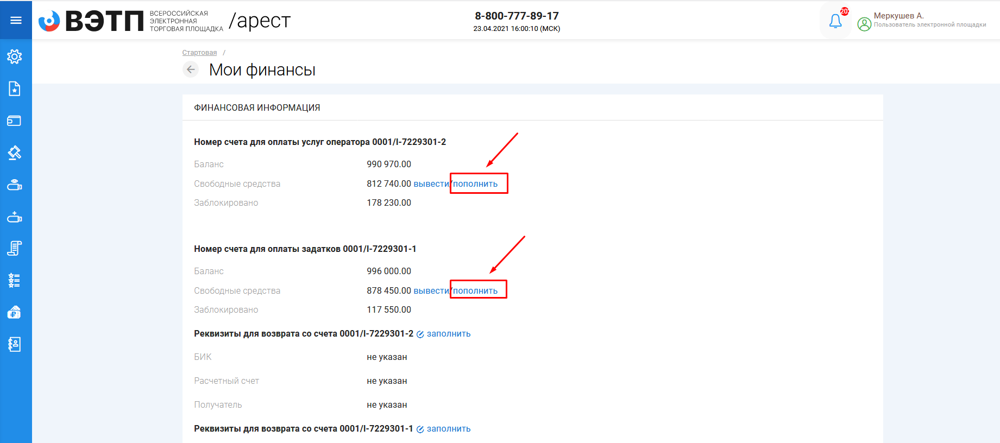 ВЭТП
ВСЕРОССИЙСКАЯ
ЭЛЕКТРОННАЯ
ТОРГОВАЯ ПЛОЩАДКА
/арест
8-800-777-89-17
23.04.2021 16:00:10 (МСК)
20
Меркушев А.
Пользователь электронной площадки
Стартовая /
Мои финансы
ФИНАНСОВАЯ ИНФОРМАЦИЯ
Номер счета для оплаты услуг оператора 0001/I-7229301-2
Баланс 990 970.00
Свободные средства 812 740.00 вывести/пополнить
Заблокировано 178 230.00
Номер счета для оплаты задатков 0001/I-7229301-1
Баланс 996 000.00
Свободные средства 878 450.00 вывести/пополнить
Заблокировано 117 550.00
Реквизиты для возврата со счета 0001/I-7229301-2 заполнить
БИК не указан
Расчетный счет не указан
Получатель не указан
Реквизиты для возврата со счета 0001/I-7229301-1 заполнить